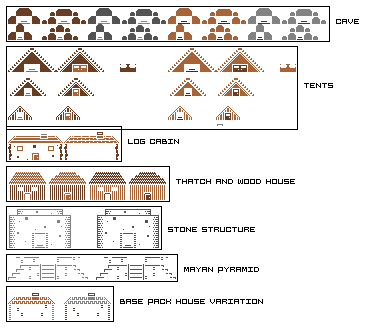 CAVE
TENTS
LOG CABIN
THATCH AND WOOD HOUSE
STONE STRUCTURE
MAYAN PYRAMID
BASE PACK HOUSE VARIATION